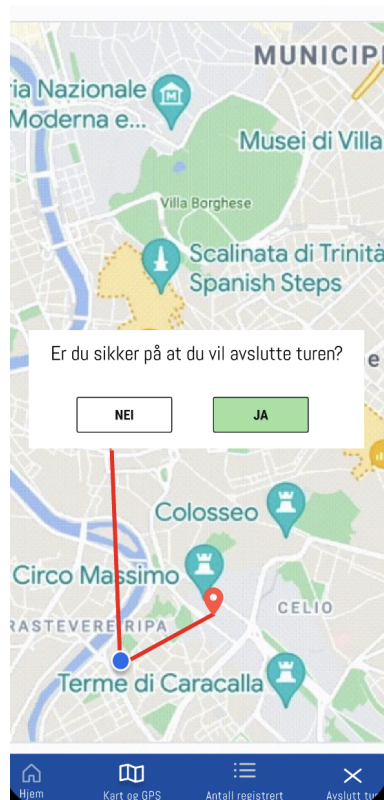 MUNICIPI
ia Nazionale
Moderna e...
Musei di Villa
Villa Borghese
Scalinata di Trinità
Spanish Steps
Er du sikker på at du vil avslutte turen?
e
NEI JA
Colosseo
Circo Massimo
CELIO
RASTEVERE RIPA
Terme di Caracalla
Hjem Kart og GPS Antall registrert Avslutt tur